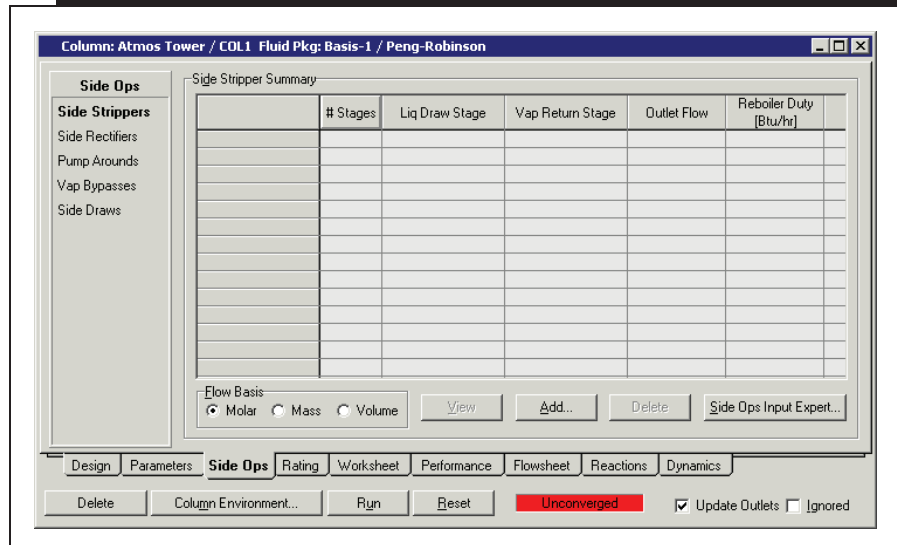 Column: Atmos Tower / COL1 Fluid Pkg: Basis-1 / Peng-Robinson
Side Ops
Side Strippers
Side Rectifiers
Pump Arounds
Vap Bypasses
Side Draws
Side Stripper Summary
# Stages Liq Draw Stage Vap Return Stage Outlet Flow Reboiler Duty
[Btu/hr]
Flow Basis
Molar Mass Volume View Add... Delete Side Ops Input Expert...
Design Parameters Side Ops Rating Worksheet Performance Flowsheet Reactions Dynamics
Delete Column Environment... Run Reset Unconverged Update Outlets Ignored